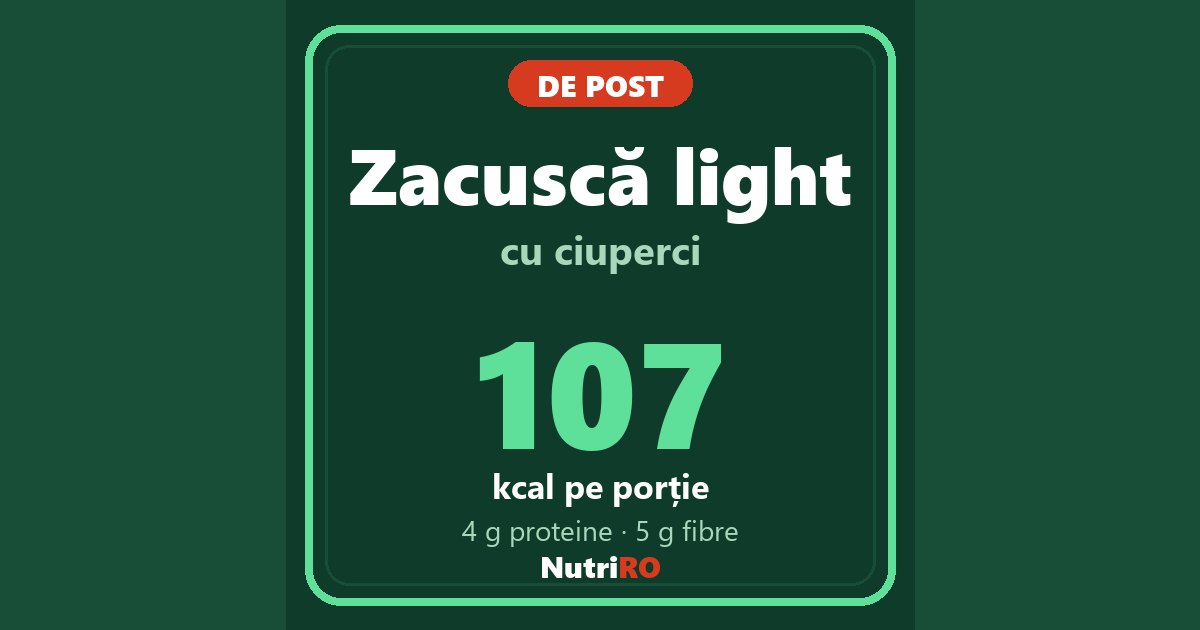 DE POST
Zacuscă light
cu ciuperci
107
kcal pe porție
4 g proteine · 5 g fibre
NutriRO